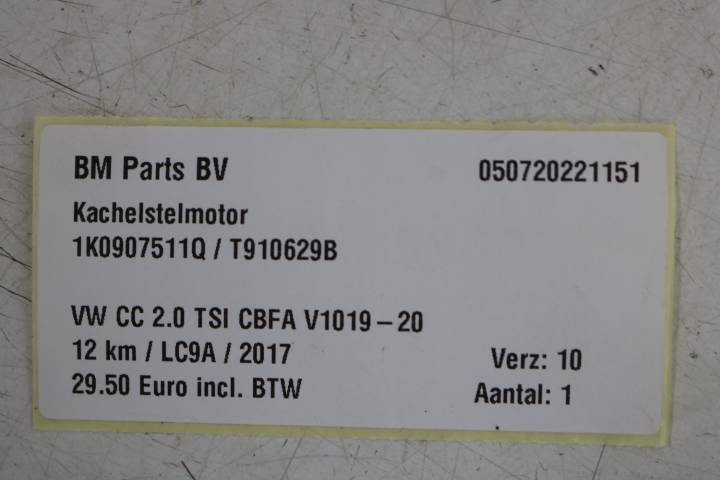 BM Parts BV 050720221151
Kachelstelmotor
1K0907511Q / T910629B
VW CC 2.0 TSI CBFA V1019-20
12 km / LC9A / 2017 Verz: 10
29.50 Euro incl. BTW Aantal: 1